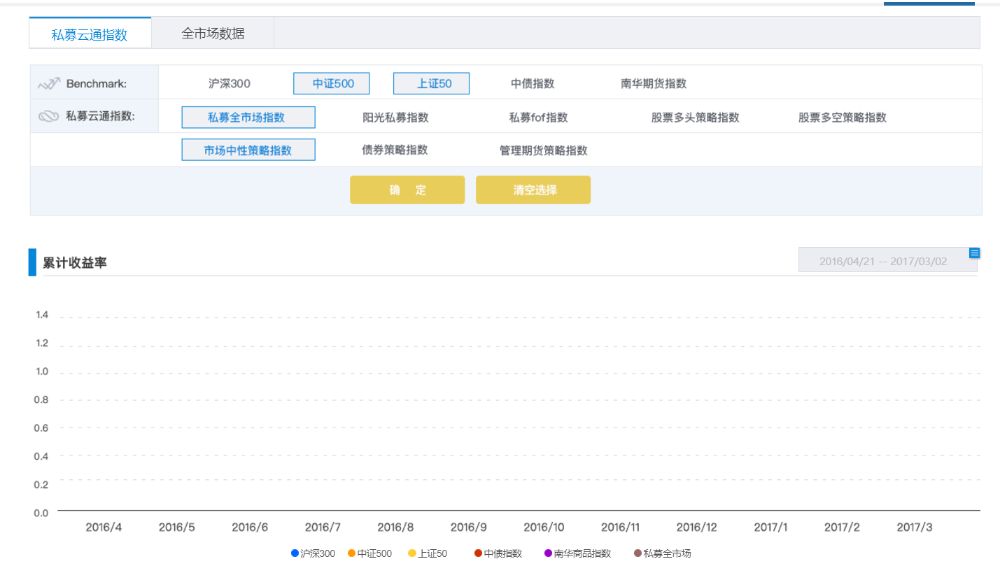 私募云通指数 全市场数据
Benchmark: 沪深300 中证500 上证50 中债指数 南华期货指数
私募云通指数: 私募全市场指数 阳光私募指数 私募fof指数 股票多头策略指数 股票多空策略指数
市场中性策略指数 债券策略指数 管理期货策略指数
确 定 清空选择
累计收益率 2016/04/21 -- 2017/03/02
1.4
1.2
1.0
0.8
0.6
0.4
0.2
0.0
2016/4 2016/5 2016/6 2016/7 2016/8 2016/9 2016/10 2016/11 2016/12 2017/1 2017/2 2017/3
沪深300 中证500 上证50 中债指数 南华商品指数 私募全市场